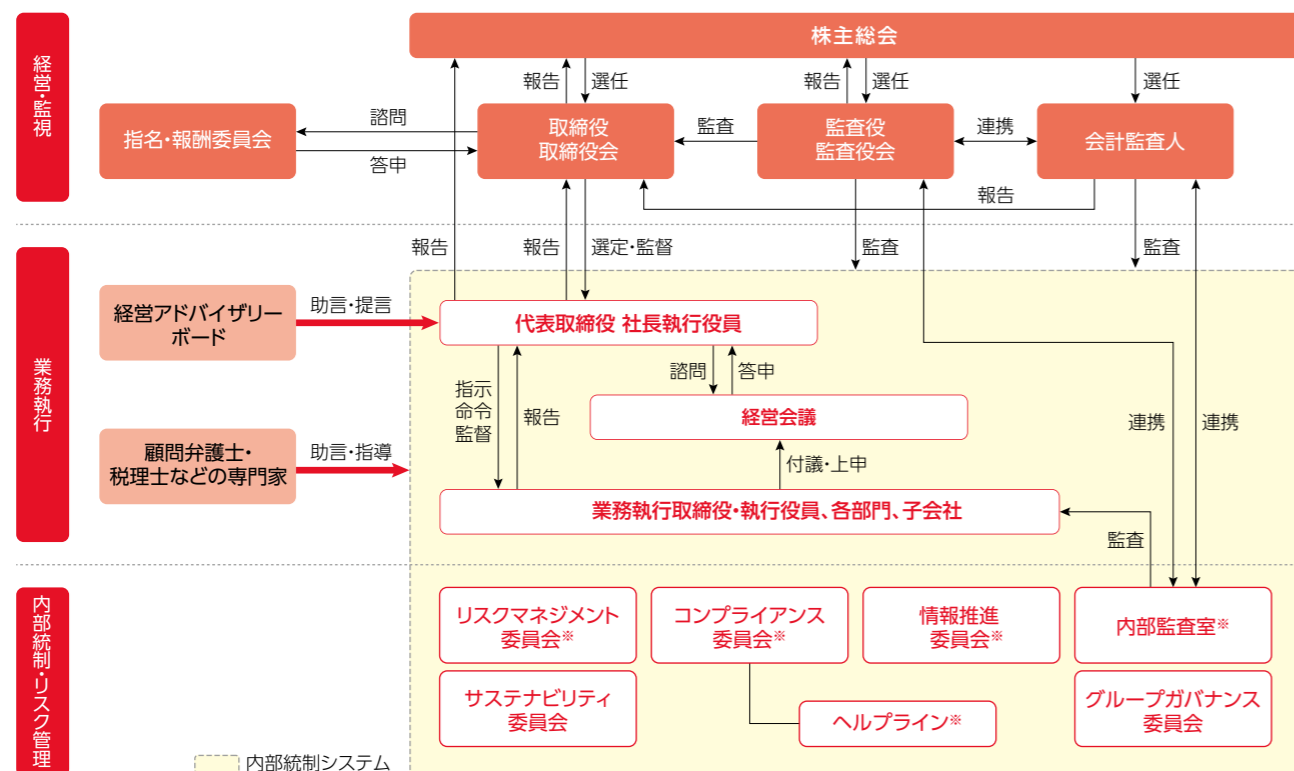 経営・監視
株主総会
報告
選任
報告
選任
選任
指名・報酬委員会
諮問
答申
取締役
取締役会
監査
監査役
監査役会
連携
会計監査人
報告
報告
報告
選定・監督
監査
監査
業務執行
経営アドバイザリー
ボード
助言・提言
代表取締役 社長執行役員
指示
命令
監督
報告
諮問
答申
経営会議
連携
連携
顧問弁護士・
税理士などの専門家
助言・指導
付議・上申
業務執行取締役・執行役員、各部門、子会社
監査
内部統制・リスク管理
リスクマネジメント
委員会※
コンプライアンス
委員会※
情報推進
委員会※
内部監査室※
サステナビリティ
委員会
ヘルプライン※
グループガバナンス
委員会
内部統制システム